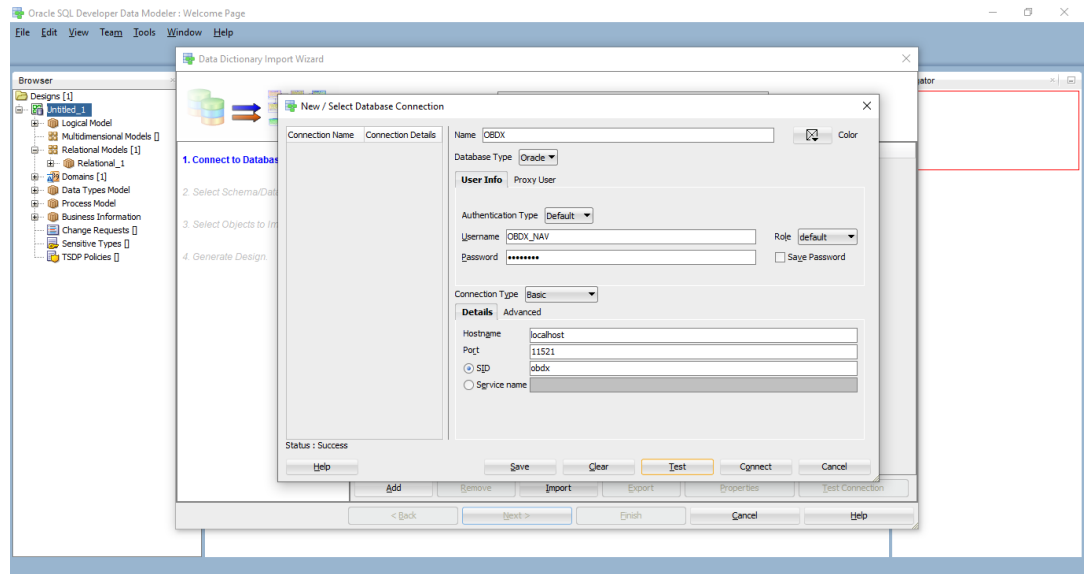 Oracle SQL Developer Data Modeler : Welcome Page
File Edit View Team Tools Window Help
Data Dictionary Import Wizard
Browser
Designs [1]
Untitled_1
Logical Model
Multidimensional Models []
Relational Models [1]
Relational_1
Domains [1]
Data Types Model
Process Model
Business Information
Change Requests []
Sensitive Types []
TSDP Policies []
1. Connect to Databas
2. Select Schema/Dat
3. Select Objects to Im
4. Generate Design
New / Select Database Connection
Connection Name Connection Details
Name OBDX
Color
Database Type Oracle
User Info Proxy User
Authentication Type Default
Username OBDX_NAV
Role default
Password ••••••••
Save Password
Connection Type Basic
Details Advanced
Hostname localhost
Port 11521
SID obdx
Service name
Status : Success
Help Save Clear Test Connect Cancel
Add Remove Import Export Properties Test Connection
< Back Next > Finish Cancel Help
ator